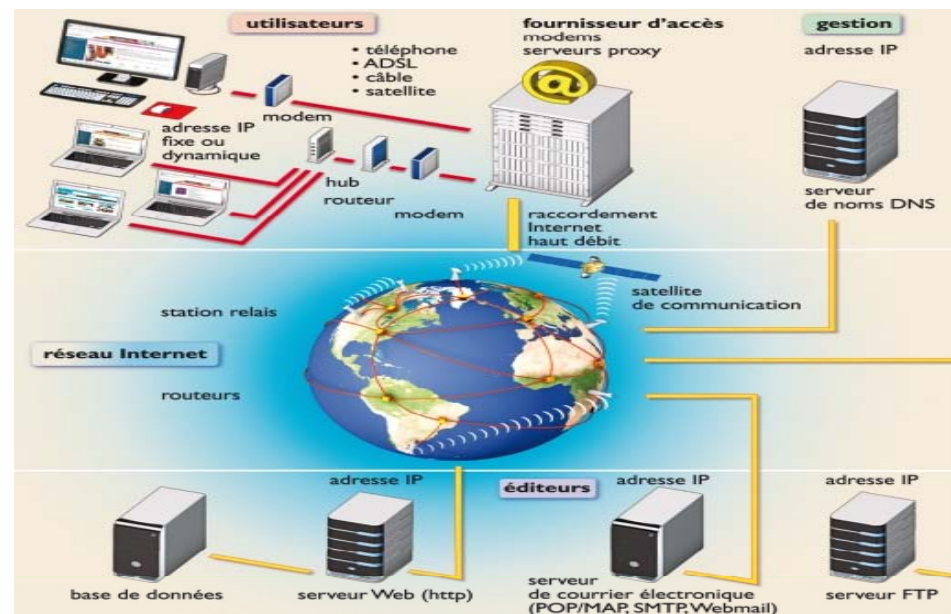 utilisateurs
• téléphone
• ADSL
• câble
• satellite
modem
adresse IP
fixe ou
dynamique
hub
routeur
modem
fournisseur d'accès
modems
serveurs proxy
@
raccordement
Internet
haut débit
gestion
adresse IP
serveur
de noms DNS
station relais
satellite
de communication
réseau Internet
routeurs
éditeurs
base de données
adresse IP
serveur Web (http)
adresse IP
serveur
de courrier électronique
(POP/MAP, SMTP, Webmail)
adresse IP
serveur FTP